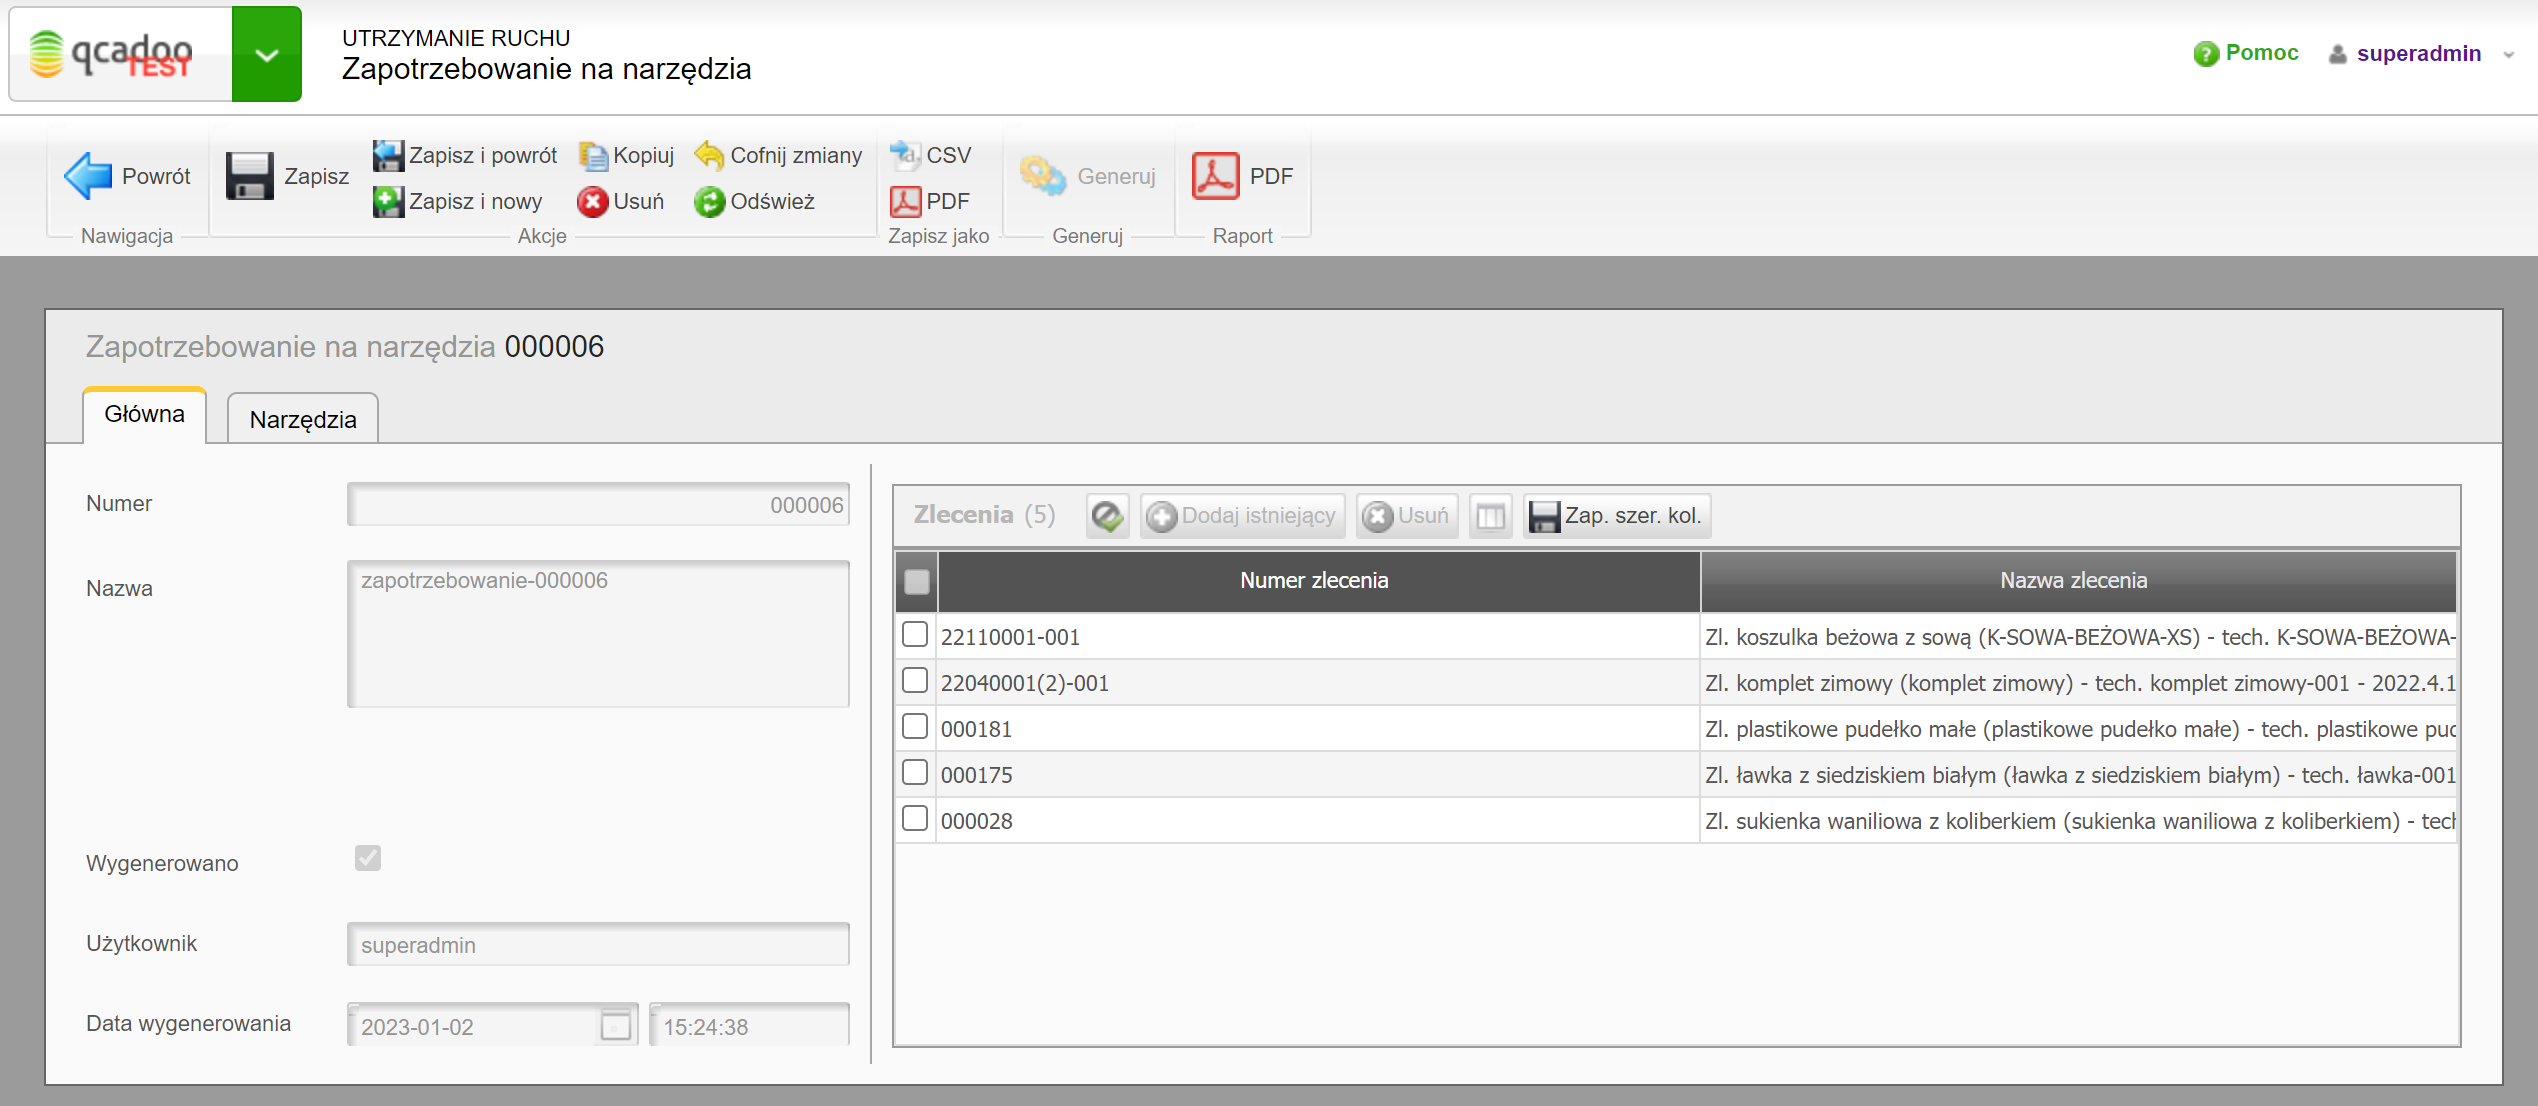 qcadoo
TEST
UTRZYMANIE RUCHU
Zapotrzebowanie na narzędzia
Pomoc
superadmin
Powrót
Nawigacja
Zapisz
Zapisz i powrót
Kopiuj
Cofnij zmiany
Zapisz i nowy
Usuń
Odśwież
Akcje
CSV
PDF
Zapisz jako
Generuj
Generuj
PDF
Raport
Zapotrzebowanie na narzędzia 000006
Główna
Narzędzia
Numer
000006
Nazwa
zapotrzebowanie-000006
Wygenerowano
Użytkownik
superadmin
Data wygenerowania
2023-01-02
15:24:38
Zlecenia (5)
Dodaj istniejący
Usuń
Zap. szer. kol.
Numer zlecenia
Nazwa zlecenia
22110001-001
Zl. koszulka beżowa z sową (K-SOWA-BEŻOWA-XS) - tech. K-SOWA-BEŻOWA-
22040001(2)-001
Zl. komplet zimowy (komplet zimowy) - tech. komplet zimowy-001 - 2022.4.1
000181
Zl. plastikowe pudełko małe (plastikowe pudełko małe) - tech. plastikowe pud
000175
Zl. ławka z siedziskiem białym (ławka z siedziskiem białym) - tech. ławka-001
000028
Zl. sukienka waniliowa z koliberkiem (sukienka waniliowa z koliberkiem) - tech